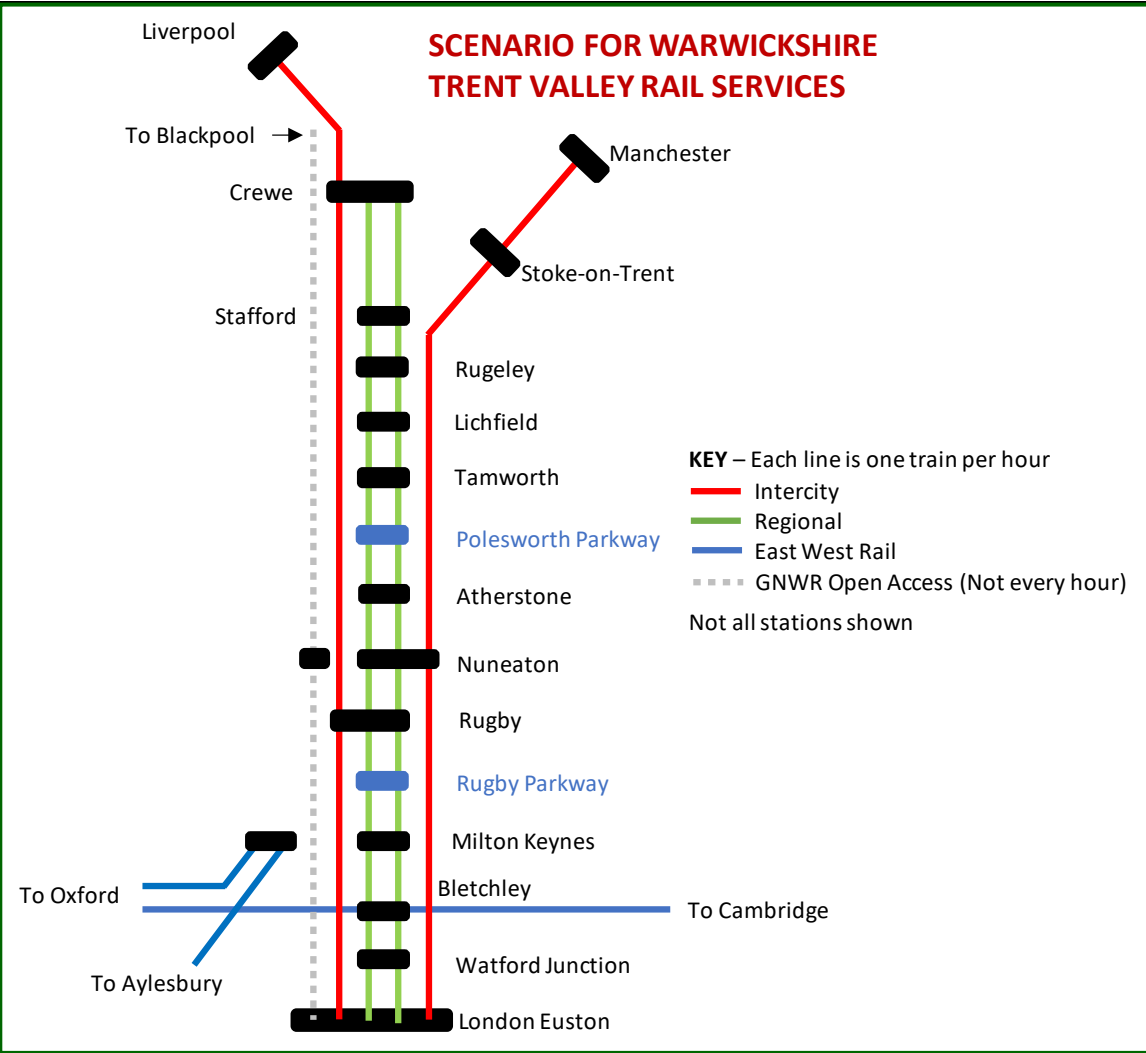 Liverpool
SCENARIO FOR WARWICKSHIRE
TRENT VALLEY RAIL SERVICES
To Blackpool
Manchester
Crewe
Stoke-on-Trent
Stafford
Rugeley
Lichfield
KEY – Each line is one train per hour
Tamworth
Intercity
Regional
Polesworth Parkway
East West Rail
GNWR Open Access (Not every hour)
Atherstone
Not all stations shown
Nuneaton
Rugby
Rugby Parkway
Milton Keynes
Bletchley
To Oxford
To Cambridge
Watford Junction
To Aylesbury
London Euston